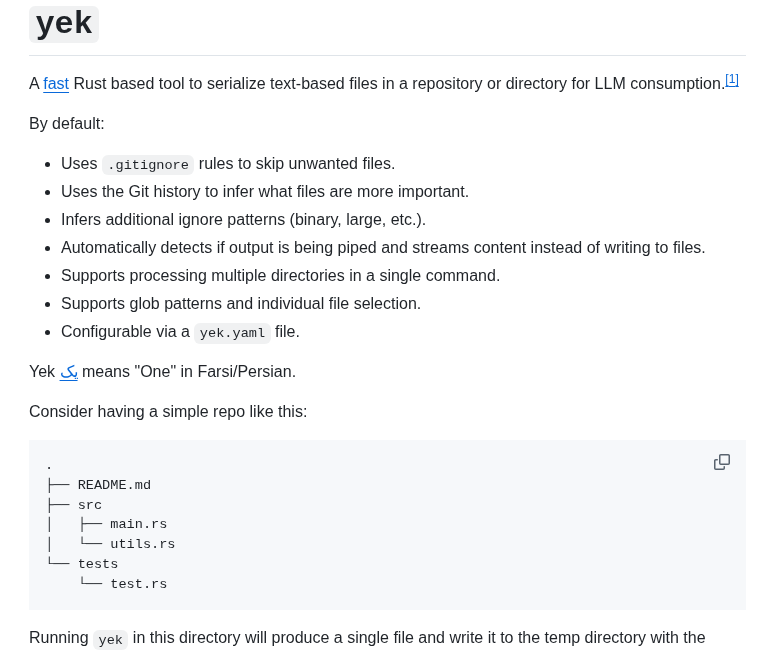 yek
A fast Rust based tool to serialize text-based files in a repository or directory for LLM consumption.[1]
By default:
• Uses .gitignore rules to skip unwanted files.
• Uses the Git history to infer what files are more important.
• Infers additional ignore patterns (binary, large, etc.).
• Automatically detects if output is being piped and streams content instead of writing to files.
• Supports processing multiple directories in a single command.
• Supports glob patterns and individual file selection.
• Configurable via a yek.yaml file.
Yek یک means "One" in Farsi/Persian.
Consider having a simple repo like this:
.
├── README.md
├── src
│   ├── main.rs
│   └── utils.rs
└── tests
    └── test.rs
Running yek in this directory will produce a single file and write it to the temp directory with the